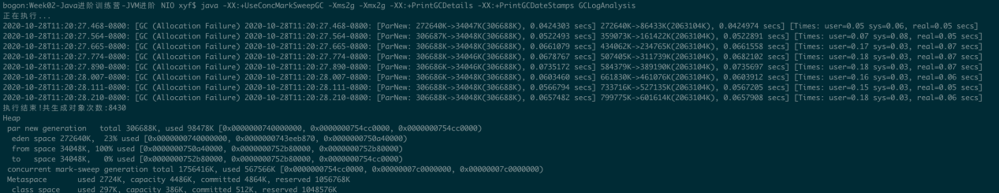 bogon:Week02-Java进阶训练营-JVM进阶 NIO xyf$ java -XX:+UseConcMarkSweepGC -Xms2g -Xmx2g -XX:+PrintGCDetails -XX:+PrintGCDateStamps GCLogAnalysis
正在执行...
2020-10-28T11:20:27.468-0800: [GC (Allocation Failure) 2020-10-28T11:20:27.468-0800: [ParNew: 272640K->34047K(306688K), 0.0424303 secs] 272640K->86433K(2063104K), 0.0424974 secs] [Times: user=0.05 sys=0.06, real=0.05 secs]
2020-10-28T11:20:27.564-0800: [GC (Allocation Failure) 2020-10-28T11:20:27.564-0800: [ParNew: 306687K->34048K(306688K), 0.0522493 secs] 359073K->161422K(2063104K), 0.0522891 secs] [Times: user=0.07 sys=0.08, real=0.05 secs]
2020-10-28T11:20:27.665-0800: [GC (Allocation Failure) 2020-10-28T11:20:27.665-0800: [ParNew: 306688K->34048K(306688K), 0.0661079 secs] 434062K->234765K(2063104K), 0.0661558 secs] [Times: user=0.17 sys=0.03, real=0.07 secs]
2020-10-28T11:20:27.774-0800: [GC (Allocation Failure) 2020-10-28T11:20:27.774-0800: [ParNew: 306688K->34046K(306688K), 0.0678767 secs] 507405K->311739K(2063104K), 0.0682102 secs] [Times: user=0.18 sys=0.03, real=0.07 secs]
2020-10-28T11:20:27.890-0800: [GC (Allocation Failure) 2020-10-28T11:20:27.890-0800: [ParNew: 306686K->34046K(306688K), 0.0735172 secs] 584379K->389190K(2063104K), 0.0735697 secs] [Times: user=0.18 sys=0.03, real=0.07 secs]
2020-10-28T11:20:28.007-0800: [GC (Allocation Failure) 2020-10-28T11:20:28.007-0800: [ParNew: 306686K->34048K(306688K), 0.0603460 secs] 661830K->461076K(2063104K), 0.0603912 secs] [Times: user=0.16 sys=0.03, real=0.06 secs]
2020-10-28T11:20:28.111-0800: [GC (Allocation Failure) 2020-10-28T11:20:28.111-0800: [ParNew: 306688K->34048K(306688K), 0.0566794 secs] 733716K->527135K(2063104K), 0.0567205 secs] [Times: user=0.15 sys=0.03, real=0.05 secs]
2020-10-28T11:20:28.210-0800: [GC (Allocation Failure) 2020-10-28T11:20:28.210-0800: [ParNew: 306688K->34048K(306688K), 0.0657482 secs] 799775K->601614K(2063104K), 0.0657908 secs] [Times: user=0.18 sys=0.03, real=0.06 secs]
执行结束!共生成对象次数:8430
Heap
par new generation total 306688K, used 98478K [0x0000000740000000, 0x0000000754cc0000, 0x0000000754cc0000)
eden space 272640K, 23% used [0x0000000740000000, 0x0000000743eeb870, 0x0000000750a40000)
from space 34048K, 100% used [0x0000000750a40000, 0x0000000752b80000, 0x0000000752b80000)
to space 34048K, 0% used [0x0000000752b80000, 0x0000000752b80000, 0x0000000754cc0000)
concurrent mark-sweep generation total 1756416K, used 567566K [0x0000000754cc0000, 0x00000007c0000000, 0x00000007c0000000)
Metaspace used 2724K, capacity 4486K, committed 4864K, reserved 1056768K
class space used 297K, capacity 386K, committed 512K, reserved 1048576K